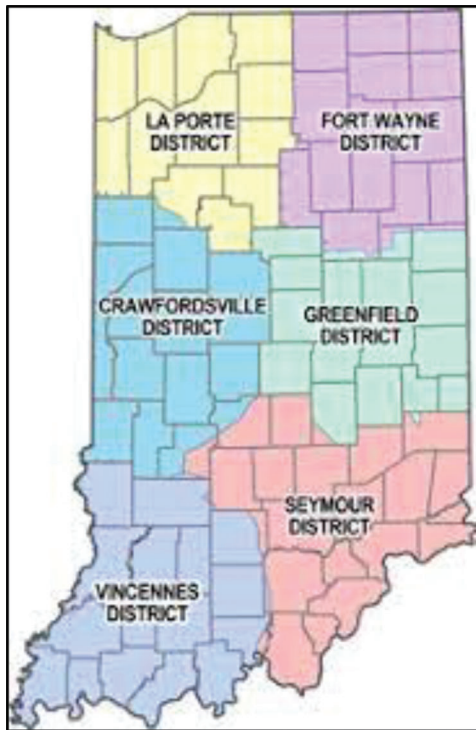 LA PORTE
DISTRICT
FORT WAYNE
DISTRICT
CRAWFORDSVILLE
DISTRICT
GREENFIELD
DISTRICT
SEYMOUR
DISTRICT
VINCENNES
DISTRICT